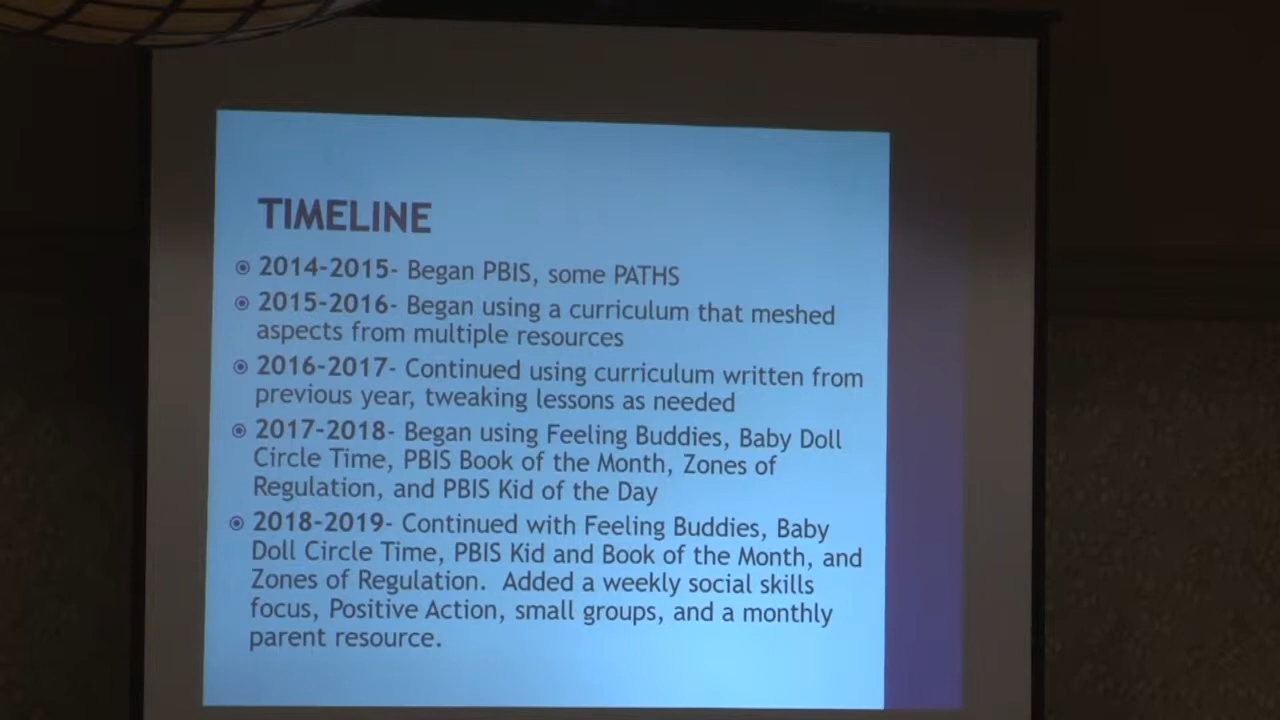 TIMELINE
2014-2015- Began PBIS, some PATHS
2015-2016- Began using a curriculum that meshed
aspects from multiple resources
2016-2017- Continued using curriculum written from
previous year, tweaking lessons as needed
2017-2018- Began using Feeling Buddies, Baby Doll
Circle Time, PBIS Book of the Month, Zones of
Regulation, and PBIS Kid of the Day
2018-2019- Continued with Feeling Buddies, Baby
Doll Circle Time, PBIS Kid and Book of the Month, and
Zones of Regulation. Added a weekly social skills
focus, Positive Action, small groups, and a monthly
parent resource.